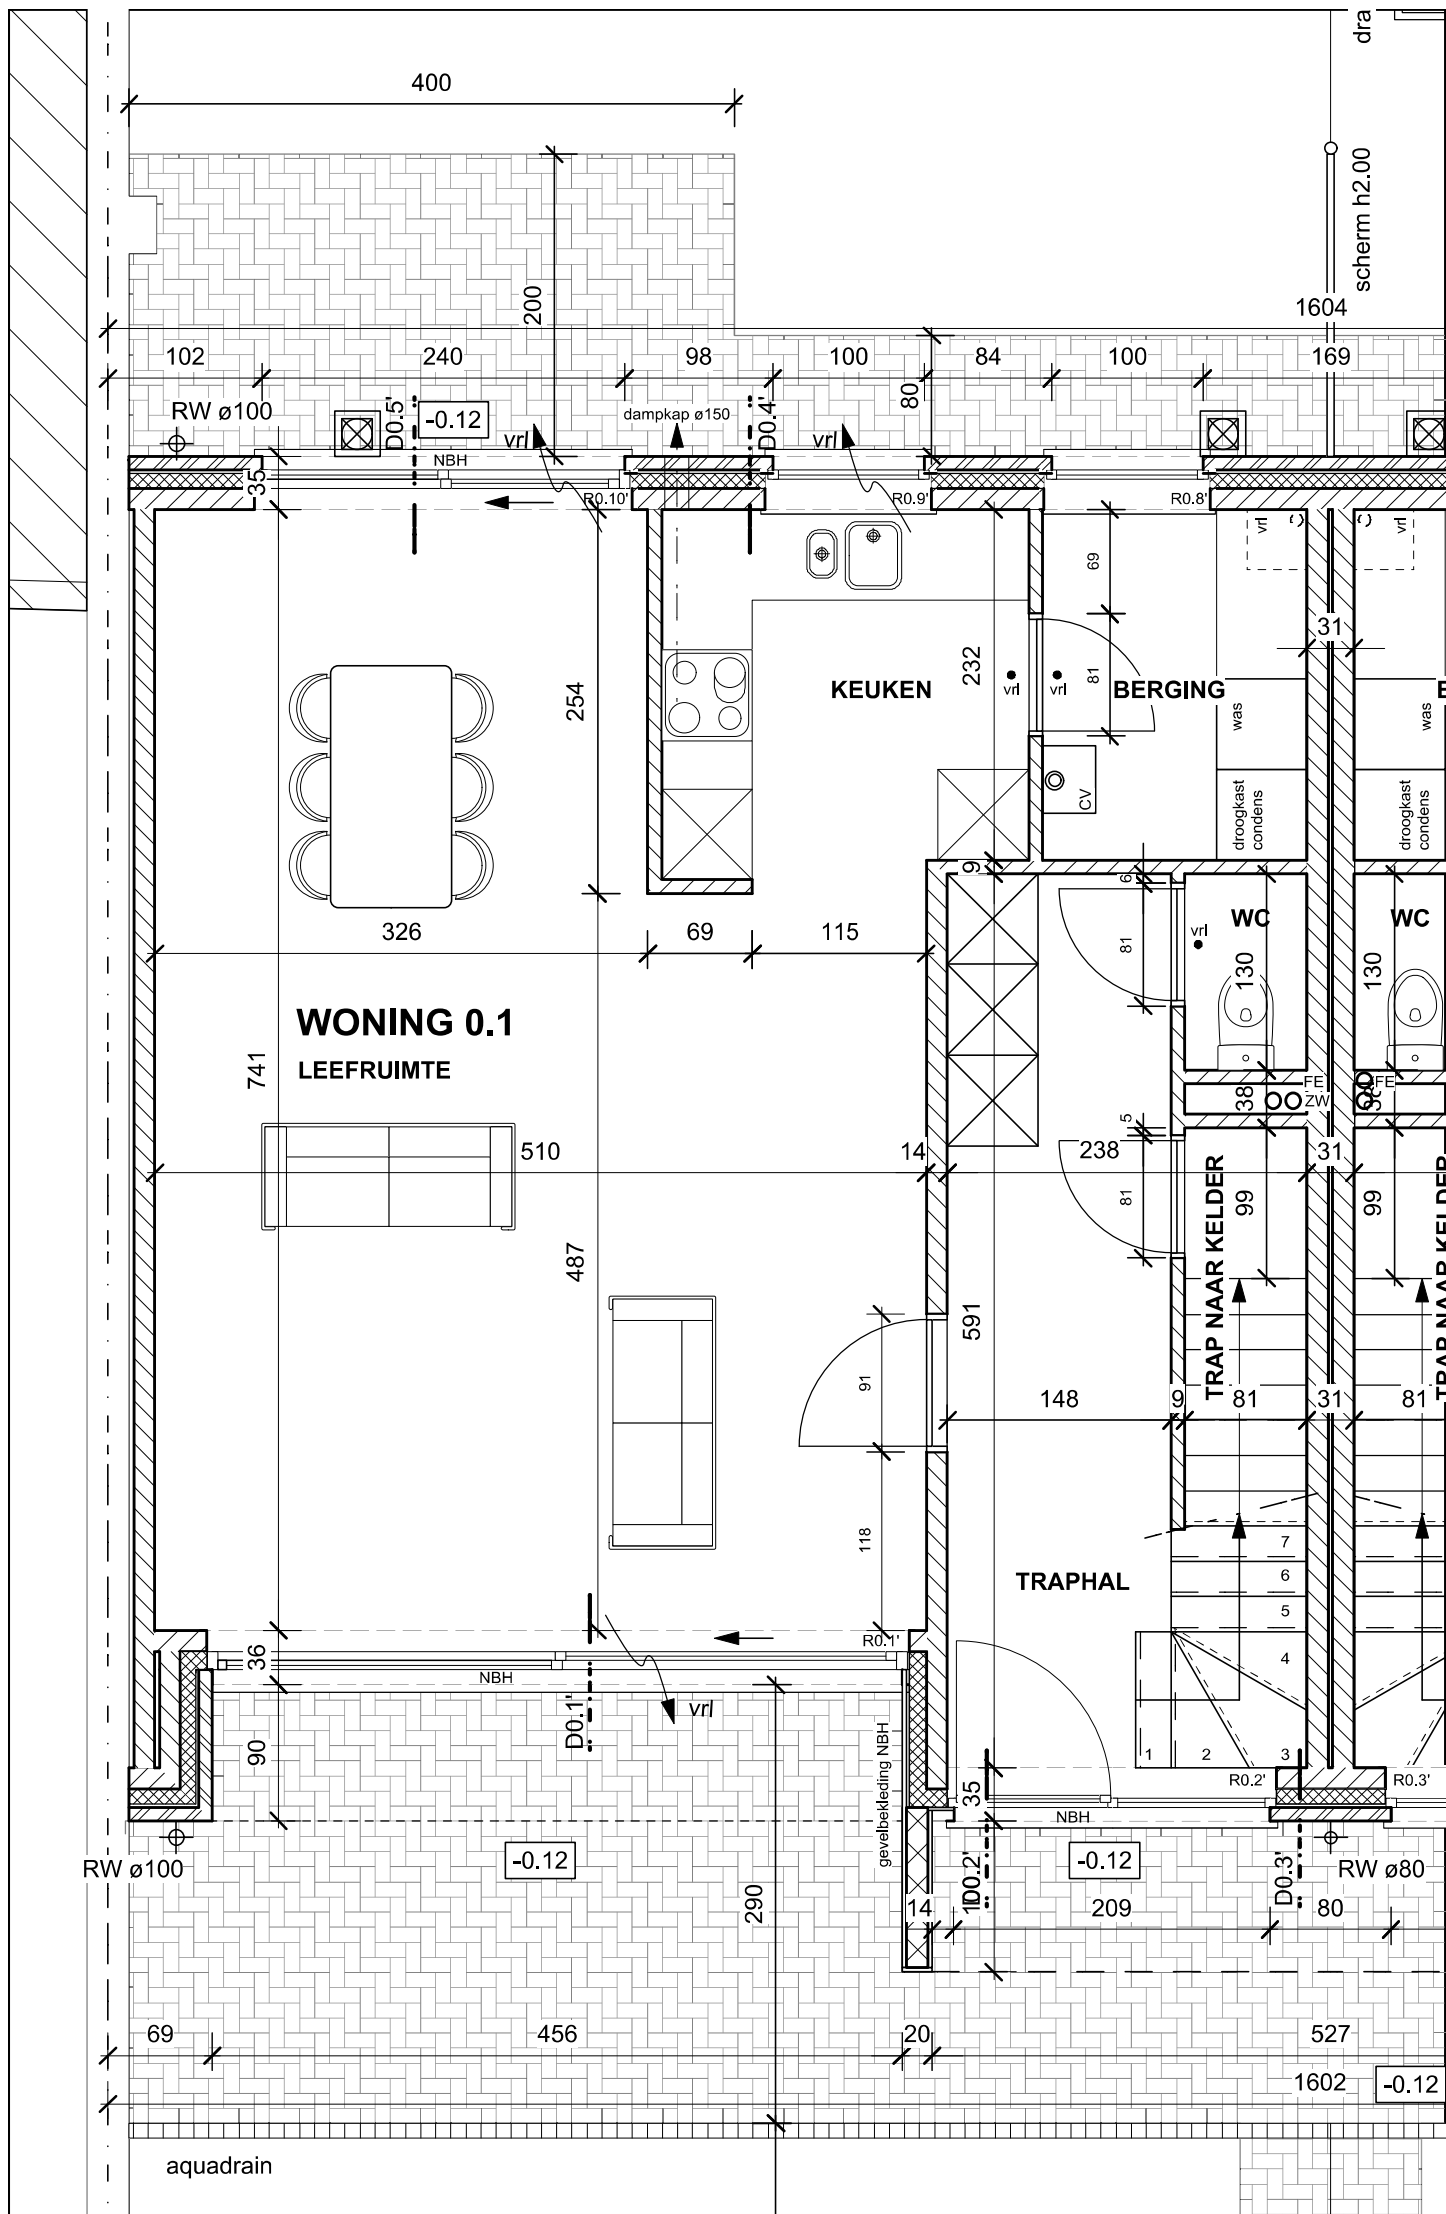 dra
400
scherm h2.00
200
1604
102
240
98
100
84
100
169
80
RW ø100
D0.5'
-0.12
vrl
dampkap ø150
D0.4'
vrl
NBH
35
R0.10'
R0.9'
R0.8'
vrl
vrl
69
31
254
232
81
KEUKEN
vrl
vrl
BERGING
was
was
CV
droogkast
condens
droogkast
condens
9
6
326
69
115
81
vrl
WC
WC
130
130
WONING 0.1
LEEFRUIMTE
741
FE
ZW
FE
38
5
510
14
238
31
81
99
99
TRAP NAAR KELDER
TRAP NAAR KELDER
487
591
91
148
9
81
31
81
118
7
6
5
4
TRAPHAL
R0.1'
36
NBH
vrl
D0.1'
90
gevelbekleding NBH
1
2
3
R0.2'
R0.3'
35
NBH
RW ø100
-0.12
-0.12
RW ø80
D0.2'
D0.3'
290
14
209
80
69
456
20
527
1602
-0.12
aquadrain